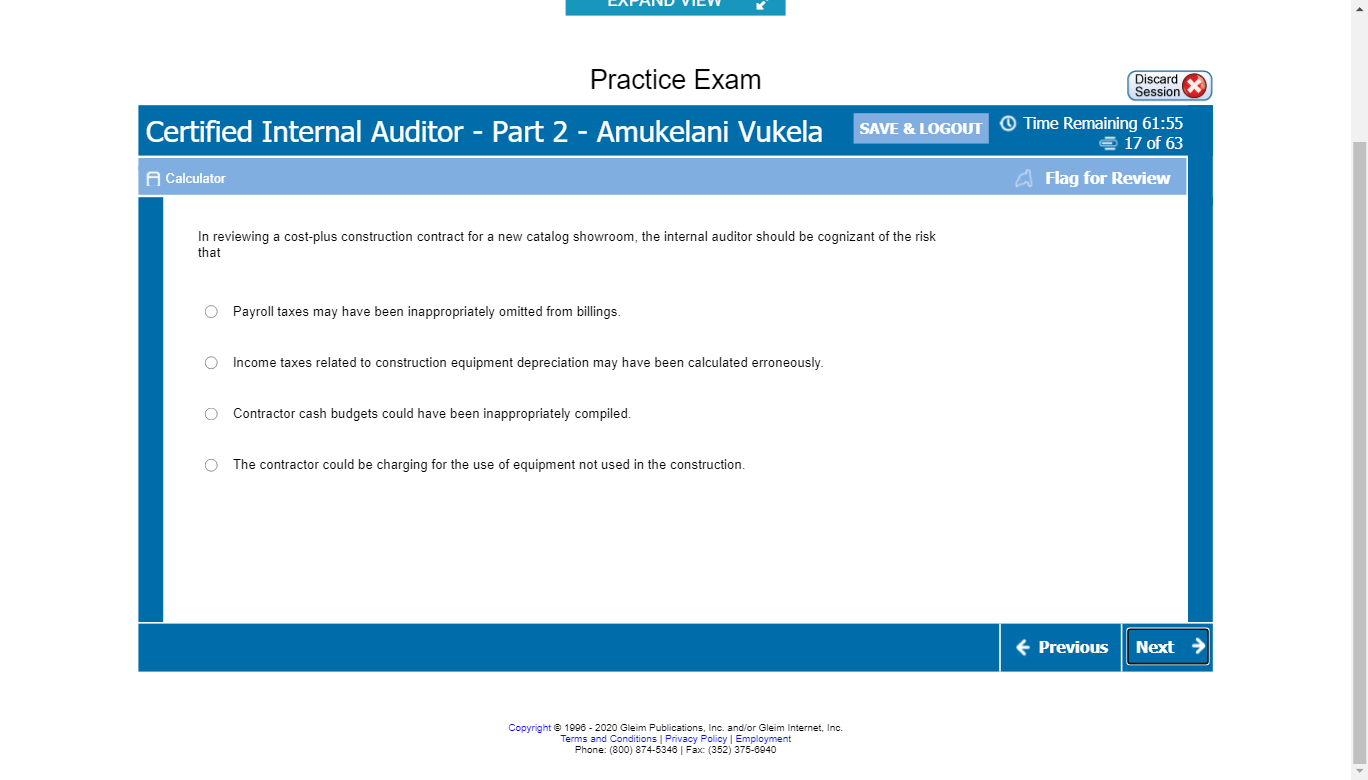 EXPAND VIEW
Practice Exam
Discard
Session
Certified Internal Auditor - Part 2 - Amukelani Vukela
SAVE & LOGOUT
Time Remaining 61:55
17 of 63
Calculator
Flag for Review
In reviewing a cost-plus construction contract for a new catalog showroom, the internal auditor should be cognizant of the risk
that
Payroll taxes may have been inappropriately omitted from billings.
Income taxes related to construction equipment depreciation may have been calculated erroneously.
Contractor cash budgets could have been inappropriately compiled.
The contractor could be charging for the use of equipment not used in the construction.
Previous
Next
Copyright © 1996 - 2020 Gleim Publications, Inc. and/or Gleim Internet, Inc.
Terms and Conditions | Privacy Policy | Employment
Phone: (800) 874-5346 | Fax: (352) 375-6940